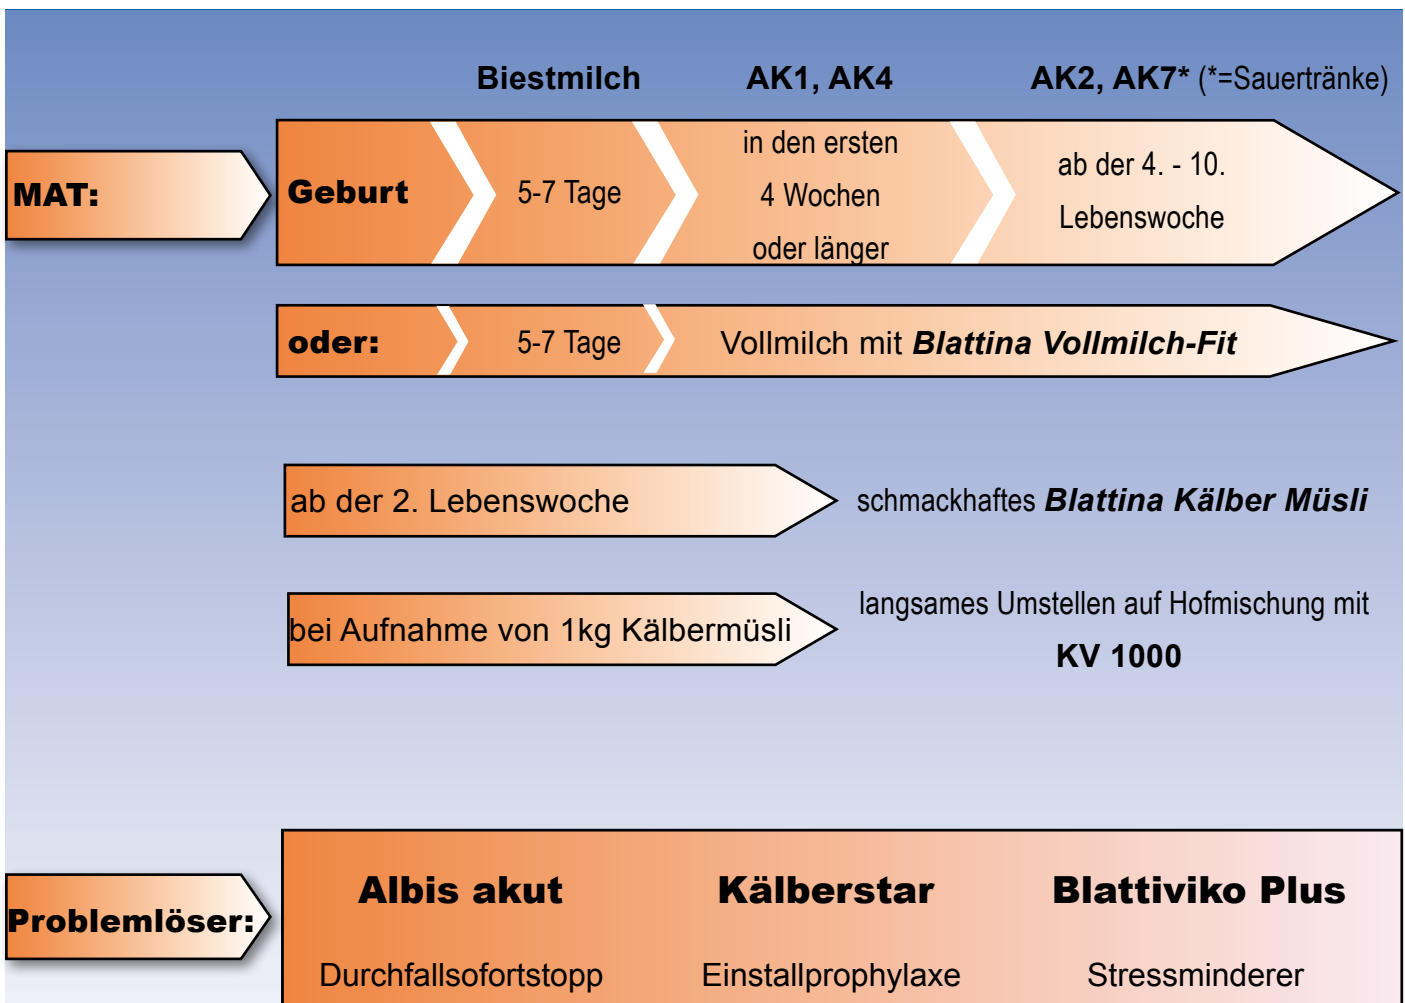 Biestmilch AK1, AK4 AK2, AK7* (*=Sauertränke)
MAT:
Geburt
5-7 Tage
in den ersten
4 Wochen
oder länger
ab der 4. - 10.
Lebenswoche
oder: 5-7 Tage Vollmilch mit Blattina Vollmilch-Fit
ab der 2. Lebenswoche schmackhaftes Blattina Kälber Müsli
bei Aufnahme von 1kg Kälbermüsli
langsames Umstellen auf Hofmischung mit
KV 1000
Problemlöser:
Albis akut Kälberstar Blattiviko Plus
Durchfallsofortstopp Einstallprophylaxe Stressminderer